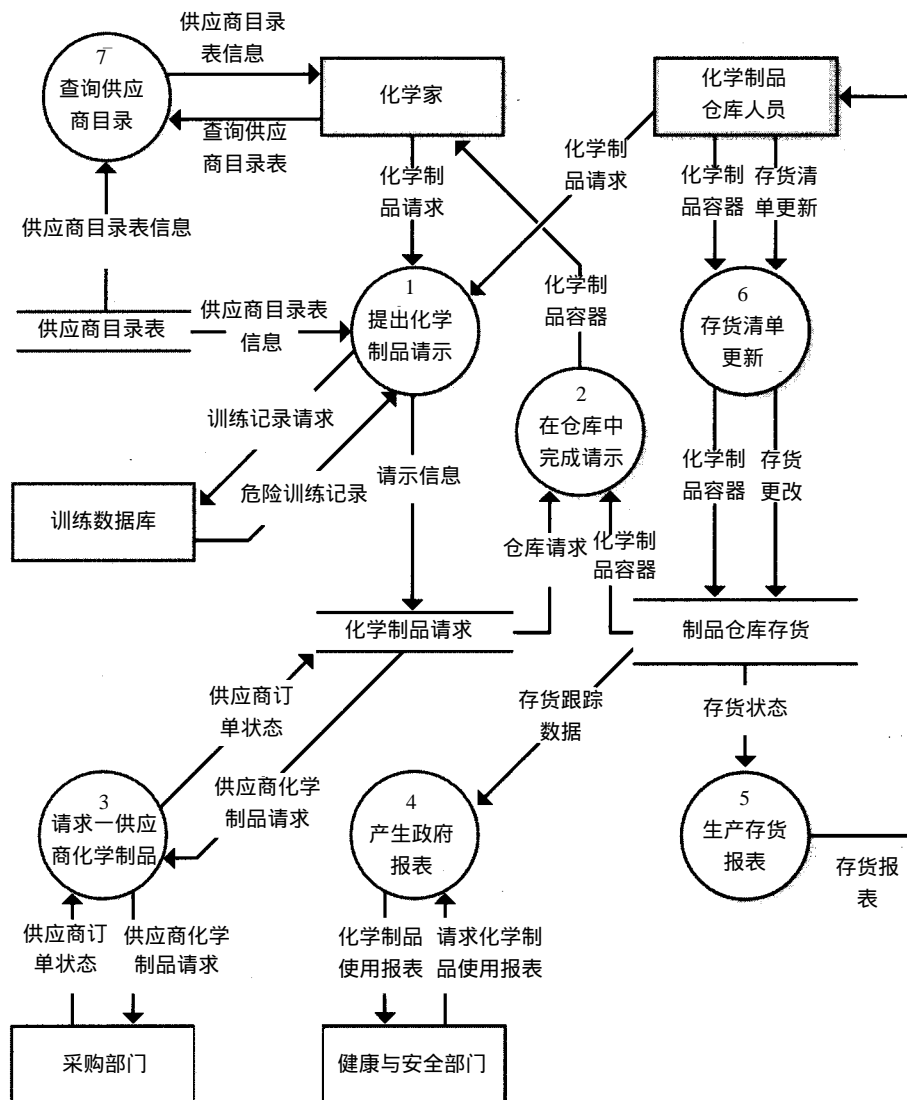 供应商目录
表信息
7
查询供应
商目录
化学家
化学制品
仓库人员
查询供应
商目录表
化学制
品请求
化学制
品请求
化学制
品容器
存货清
单更新
供应商目录表信息
供应商目录表
供应商目录表
信息
1
提出化学
制品请示
化学制
品容器
6
存货清单
更新
2
在仓库中
完成请示
训练记录请求
请示信息
化学制
品容器
存货
更改
危险训练记录
训练数据库
仓库请求
化学制
品容器
化学制品请求
制品仓库存货
供应商订
单状态
存货跟踪
数据
存货状态
供应商化学
制品请求
3
请求一供应
商化学制品
4
产生政府
报表
5
生产存货
报表
存货报
表
供应商订
单状态
供应商化学
制品请求
化学制品
使用报表
请求化学制
品使用报表
采购部门
健康与安全部门